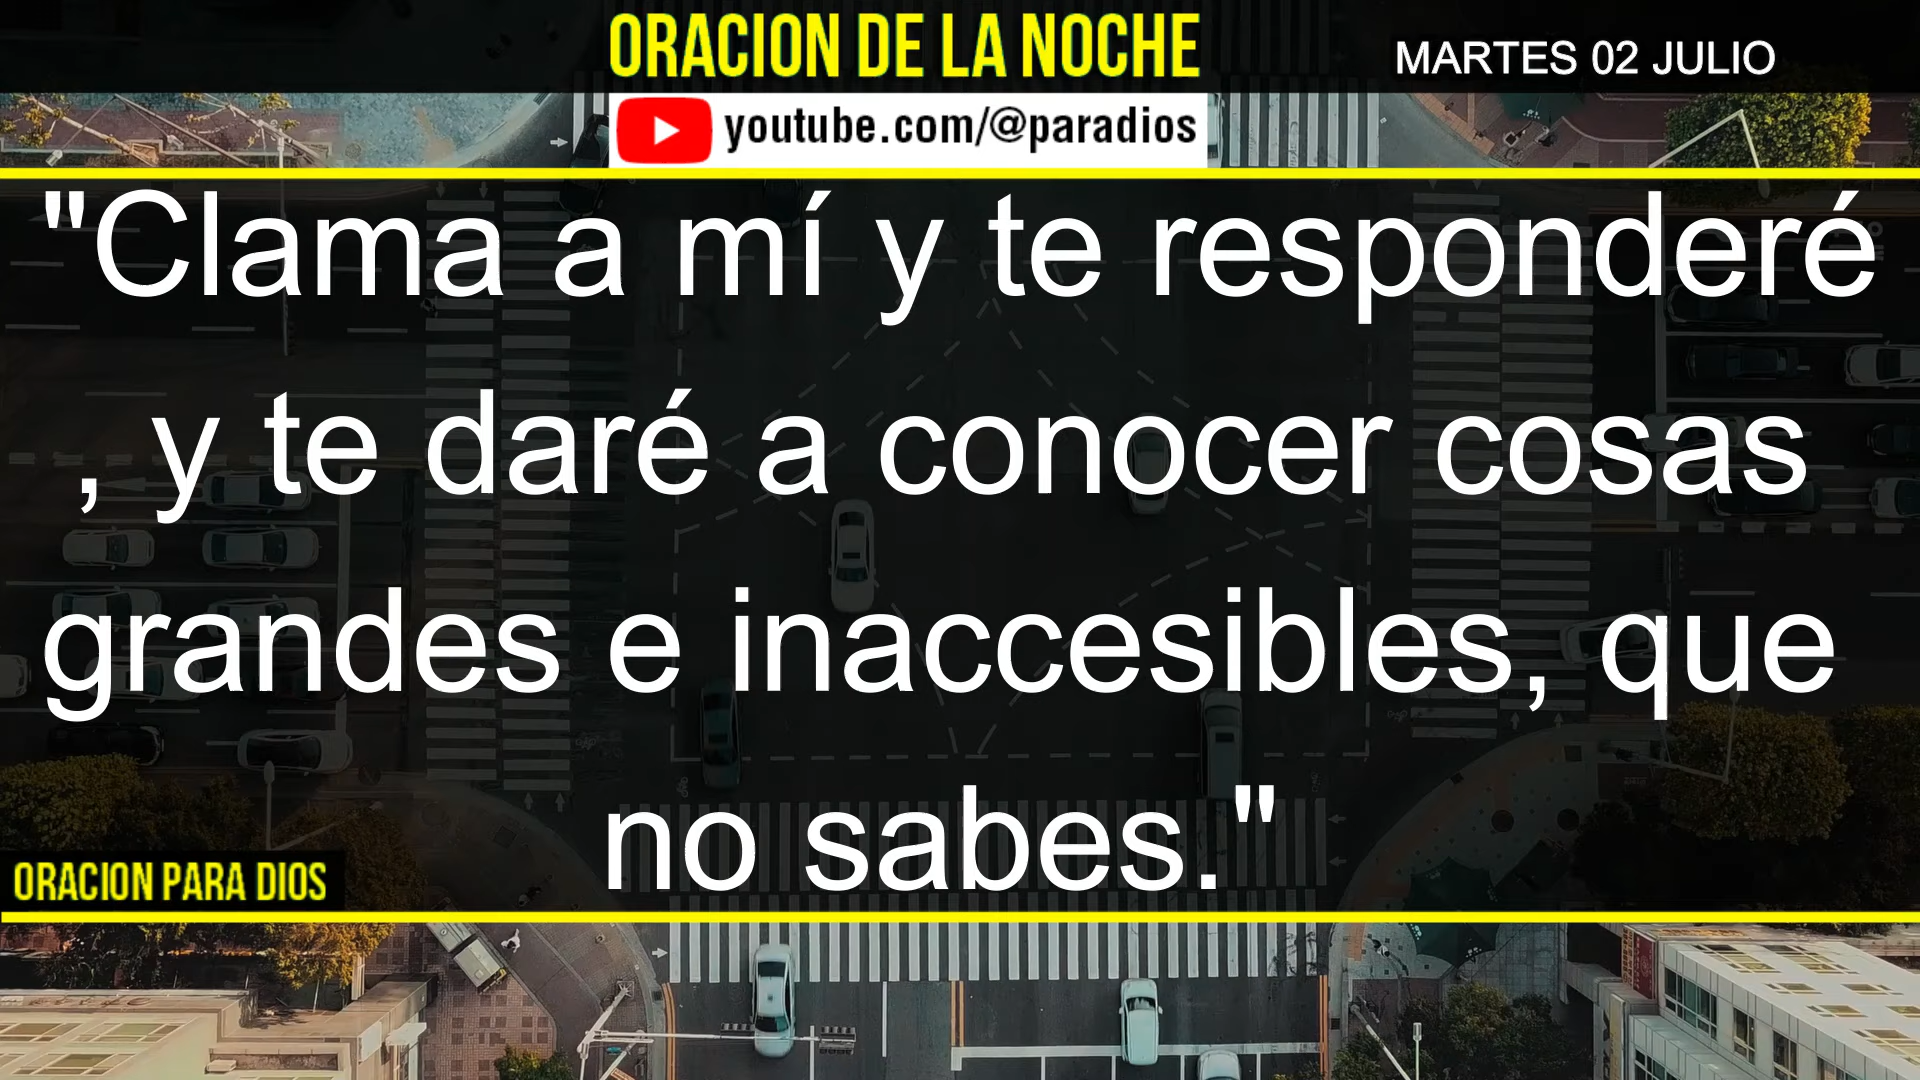 ORACION DE LA NOCHE
MARTES 02 JULIO
youtube.com/@paradios
"Clama a mí y te responderé
, y te daré a conocer cosas
grandes e inaccesibles, que
no sabes."
ORACION PARA DIOS